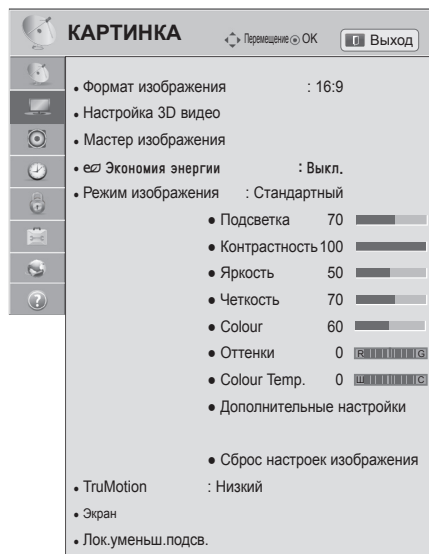 КАРТИНКА Перемещение OK Выход
• Формат изображения : 16:9
• Настройка 3D видео
• Мастер изображения
• Экономия энергии : Выкл.
• Режим изображения : Стандартный
● Подсветка 70
● Контрастность 100
● Яркость 50
● Четкость 70
● Colour 60
● Оттенки 0 R G
● Colour Temp. 0 Ш С
● Дополнительные настройки
● Сброс настроек изображения
• TruMotion : Низкий
• Экран
• Лок.уменьш.подсв.